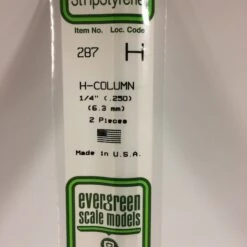 Stripstyrene
Item No. Loc. Code
287 H
H-COLUMN
1/4" (.250)
(6.3 mm)
2 Pieces
Made in U.S.A.
evergreen
scale models